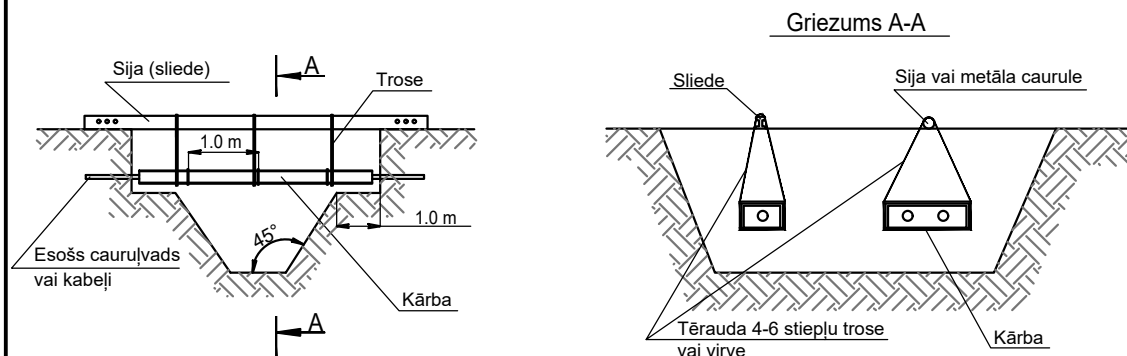 Griezums A-A
A
Sija (sliede)
Trose
1.0 m
1.0 m
45°
Esošs cauruļvads
vai kabeļi
Kārba
A
Sliede
Sija vai metāla caurule
Tērauda 4-6 stiepļu trose
vai virve
Kārba